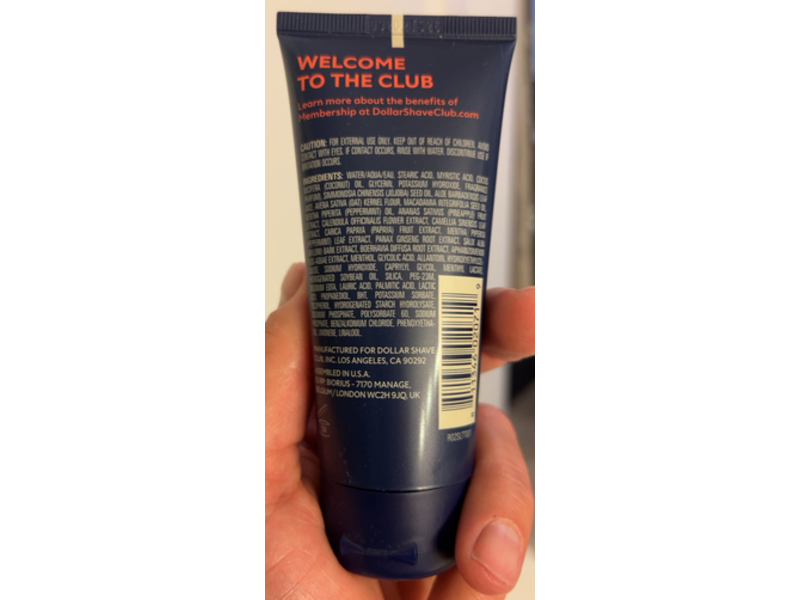 WELCOME
TO THE CLUB
Learn more about the benefits of
Membership at DollarShaveClub.com
CAUTION: FOR EXTERNAL USE ONLY. KEEP OUT OF REACH OF CHILDREN. AVOID
CONTACT WITH EYES. IF CONTACT OCCURS, RINSE WITH WATER. DISCONTINUE USE IF
IRRITATION OCCURS.
INGREDIENTS: WATER/AQUA/EAU, STEARIC ACID, MYRISTIC ACID, COCOS
(COCONUT) OIL, GLYCERIN, POTASSIUM HYDROXIDE, FRAGRANCE
SIMMONDSIA CHINENSIS (JOJOBA) SEED OIL, ALOE BARBADENSIS LEAF
AVENA SATIVA (OAT) KERNEL FLOUR, MACADAMIA INTEGRIFOLIA SEED OIL,
PIPERITA (PEPPERMINT) OIL, ANANAS SATIVUS (PINEAPPLE) FRUIT
CALENDULA OFFICINALIS FLOWER EXTRACT, CAMELLIA SINENSIS LEAF
CARICA PAPAYA (PAPAYA) FRUIT EXTRACT, MENTHA PIPERITA
(PEPPERMINT) LEAF EXTRACT, PANAX GINSENG ROOT EXTRACT, SALIX ALBA
BARK EXTRACT, BOERHAVIA DIFFUSA ROOT EXTRACT,
EXTRACT, MENTHOL, GLYCOLIC ACID, ALLANTOIN,
SODIUM HYDROXIDE, CAPRYLYL GLYCOL, MENTHYL LACTATE,
SOYBEAN OIL, SILICA, PEG-23M,
EDTA, LAURIC ACID, PALMITIC ACID, LACTIC
PROPANEDIOL, BHT, POTASSIUM SORBATE,
HYDROGENATED STARCH HYDROLYSATE,
PHOSPHATE, POLYSORBATE 60, SODIUM
PHOSPHATE, BENZALKONIUM CHLORIDE, PHENOXYETHA-
LIMONENE, LINALOOL.
MANUFACTURED FOR DOLLAR SHAVE
CLUB, INC. LOS ANGELES, CA 90292
ASSEMBLED IN U.S.A.
BIORIUS - 7170 MANAGE,
BELGIUM/LONDON WC2H 9JQ, UK